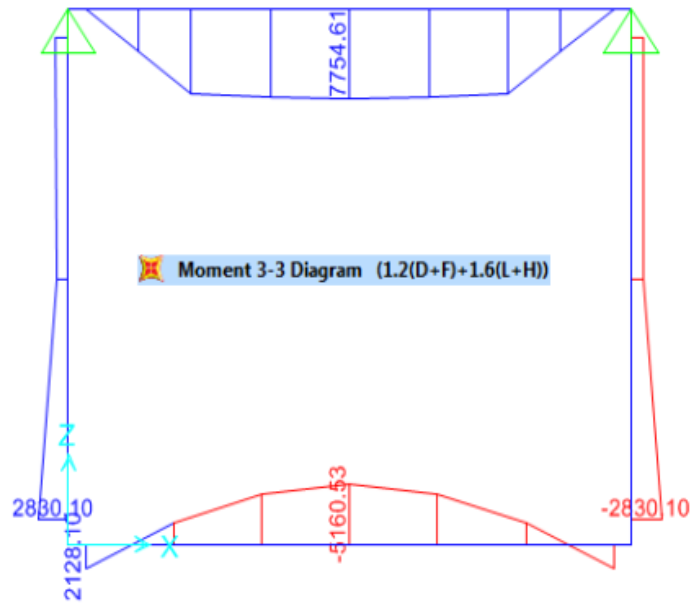 7754.61
Moment 3-3 Diagram (1.2(D+F)+1.6(L+H))
Z
2830.10
-5160.53
-2830.10
2128.10
X